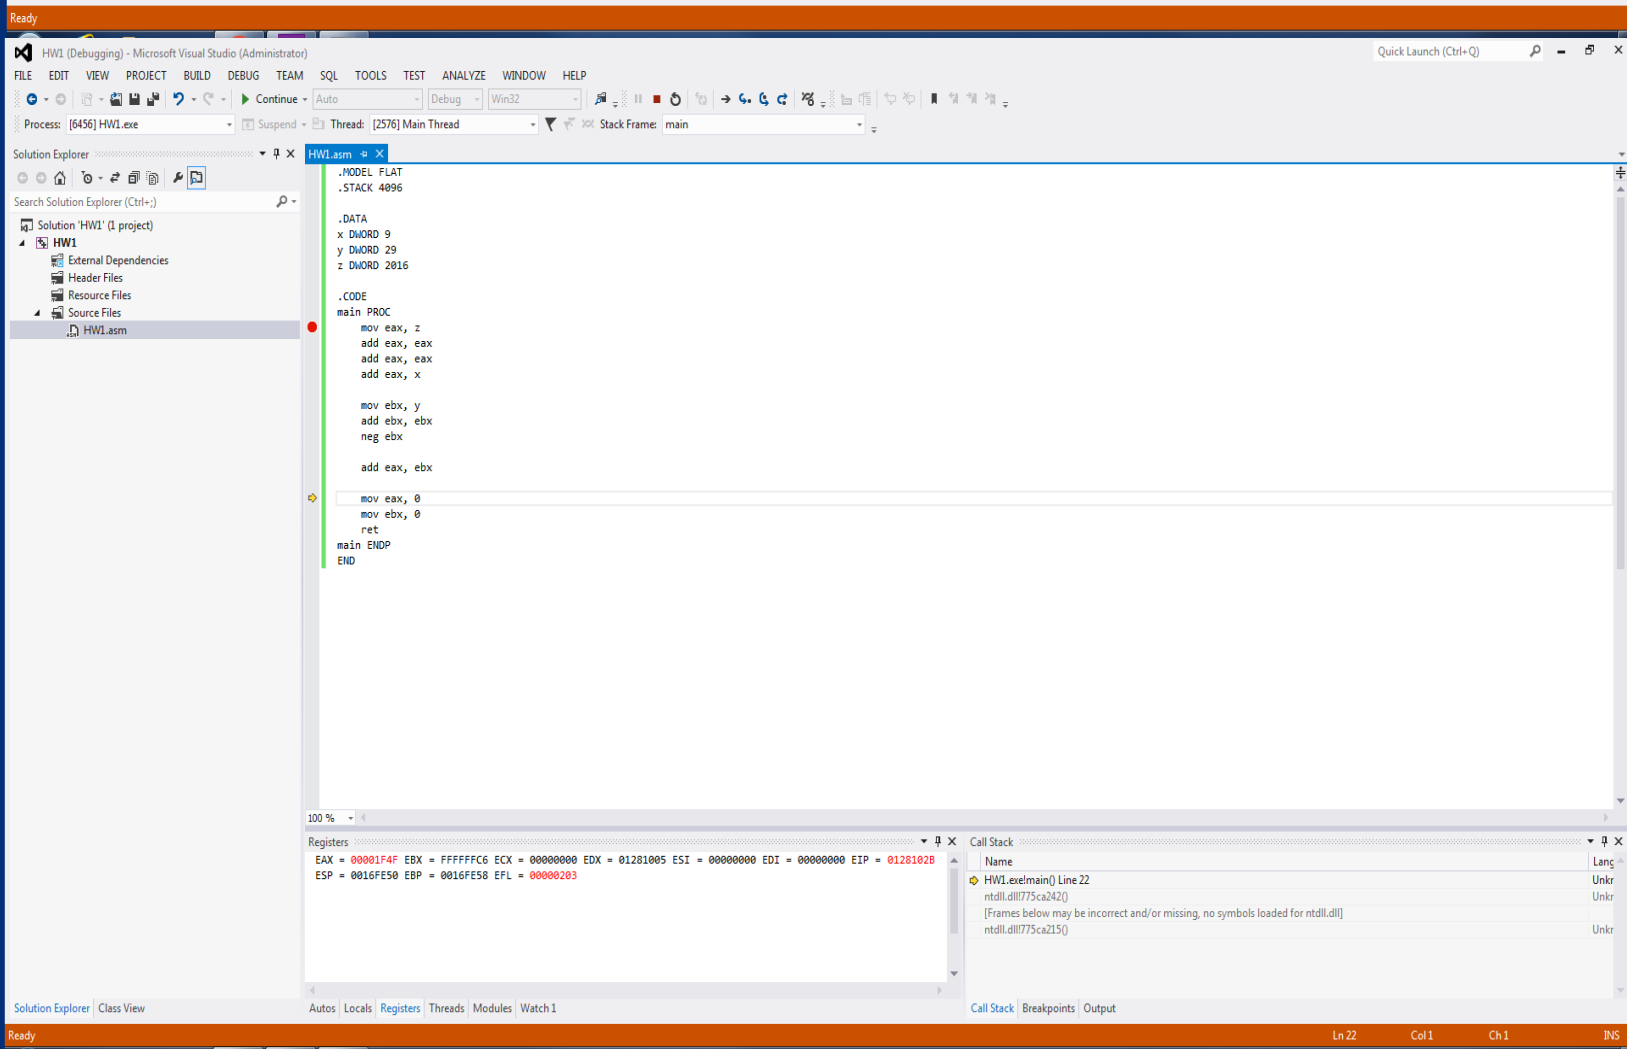 Ready
HW1 (Debugging) - Microsoft Visual Studio (Administrator)
Quick Launch (Ctrl+Q)
FILE EDIT VIEW PROJECT BUILD DEBUG TEAM SQL TOOLS TEST ANALYZE WINDOW HELP
Continue Auto Debug Win32
Process: [6456] HW1.exe Suspend Thread: [2576] Main Thread Stack Frame: main
Solution Explorer
HW1.asm
Search Solution Explorer (Ctrl+;)
Solution 'HW1' (1 project)
HW1
External Dependencies
Header Files
Resource Files
Source Files
HW1.asm
.MODEL FLAT
.STACK 4096
.DATA
x DWORD 9
y DWORD 29
z DWORD 2016
.CODE
main PROC
mov eax, z
add eax, eax
add eax, eax
add eax, x
mov ebx, y
add ebx, ebx
neg ebx
add eax, ebx
mov eax, 0
mov ebx, 0
ret
main ENDP
END
100 %
Registers
EAX = 00001F4F EBX = FFFFFFC6 ECX = 00000000 EDX = 01281005 ESI = 00000000 EDI = 00000000 EIP = 0128102B
ESP = 0016FE50 EBP = 0016FE58 EFL = 00000203
Call Stack
Name Lang
HW1.exe!main() Line 22 Unkr
ntdll.dll!775ca242() Unkr
[Frames below may be incorrect and/or missing, no symbols loaded for ntdll.dll]
ntdll.dll!775ca215() Unkr
Solution Explorer Class View
Autos Locals Registers Threads Modules Watch 1
Call Stack Breakpoints Output
Ready
Ln 22 Col 1 Ch 1 INS